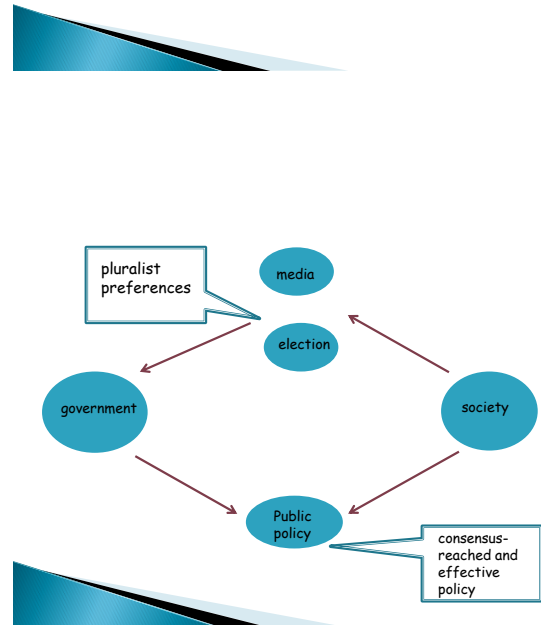 pluralist
preferences
media
election
government
society
Public
policy
consensus-
reached and
effective
policy